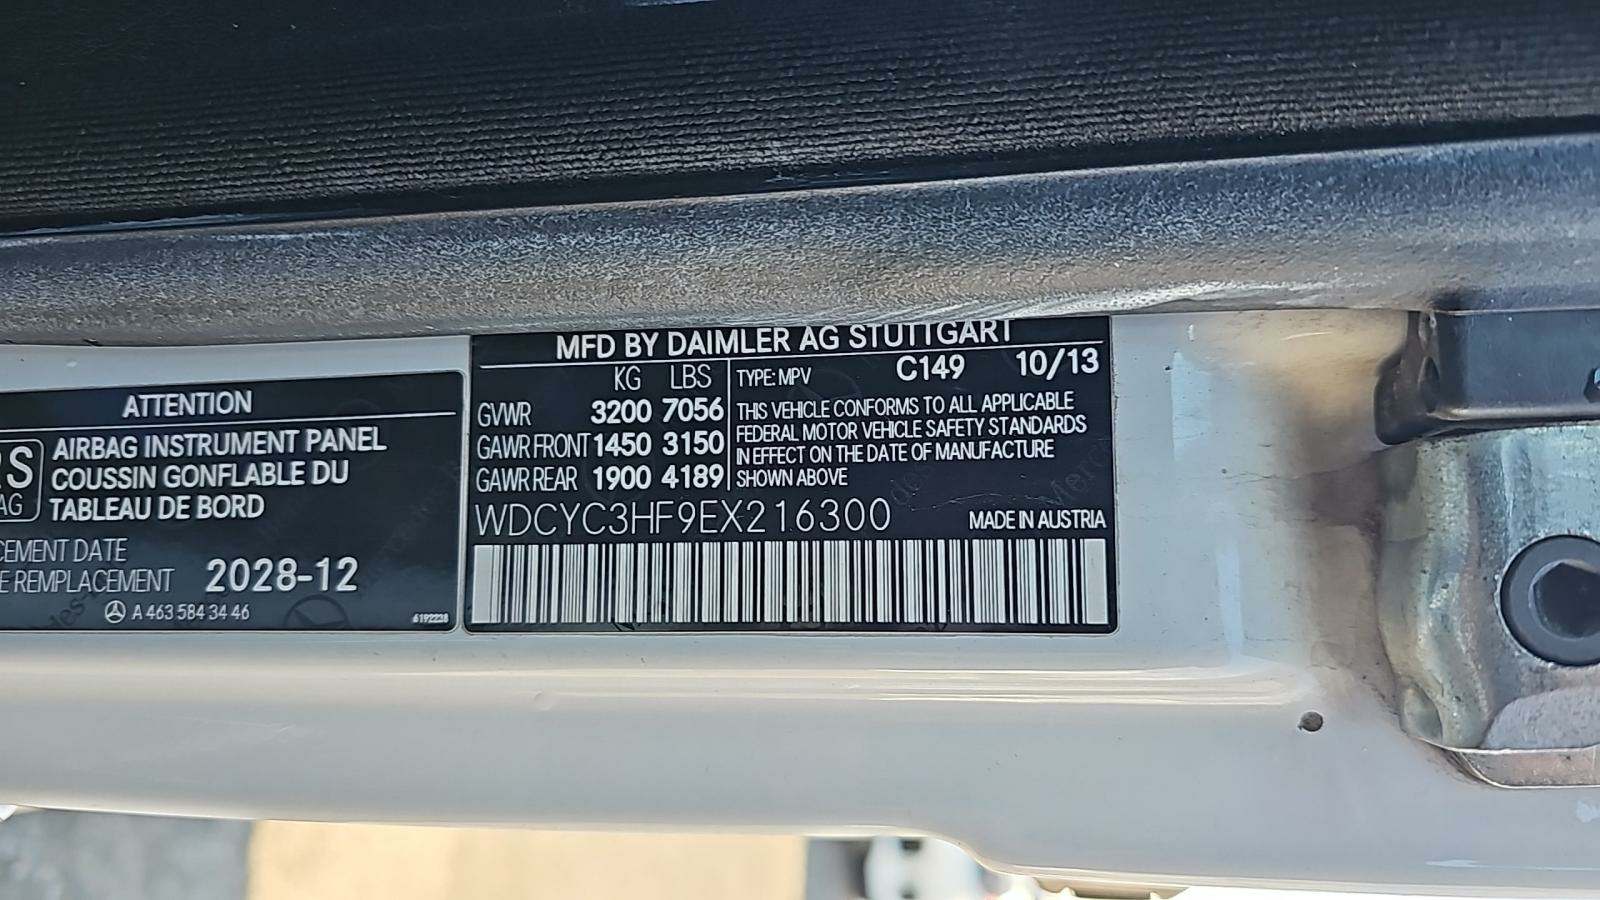 ATTENTION
AIRBAG INSTRUMENT PANEL
COUSSIN GONFLABLE DU
TABLEAU DE BORD
S
AG
CEMENT DATE
E REMPLACEMENT 2028-12
A 463 584 34 46
6192238
MFD BY DAIMLER AG STUTTGART
KG LBS
GVWR 3200 7056
GAWR FRONT 1450 3150
GAWR REAR 1900 4189
TYPE: MPV C149 10/13
THIS VEHICLE CONFORMS TO ALL APPLICABLE
FEDERAL MOTOR VEHICLE SAFETY STANDARDS
IN EFFECT ON THE DATE OF MANUFACTURE
SHOWN ABOVE
WDCYC3HF9EX216300
MADE IN AUSTRIA